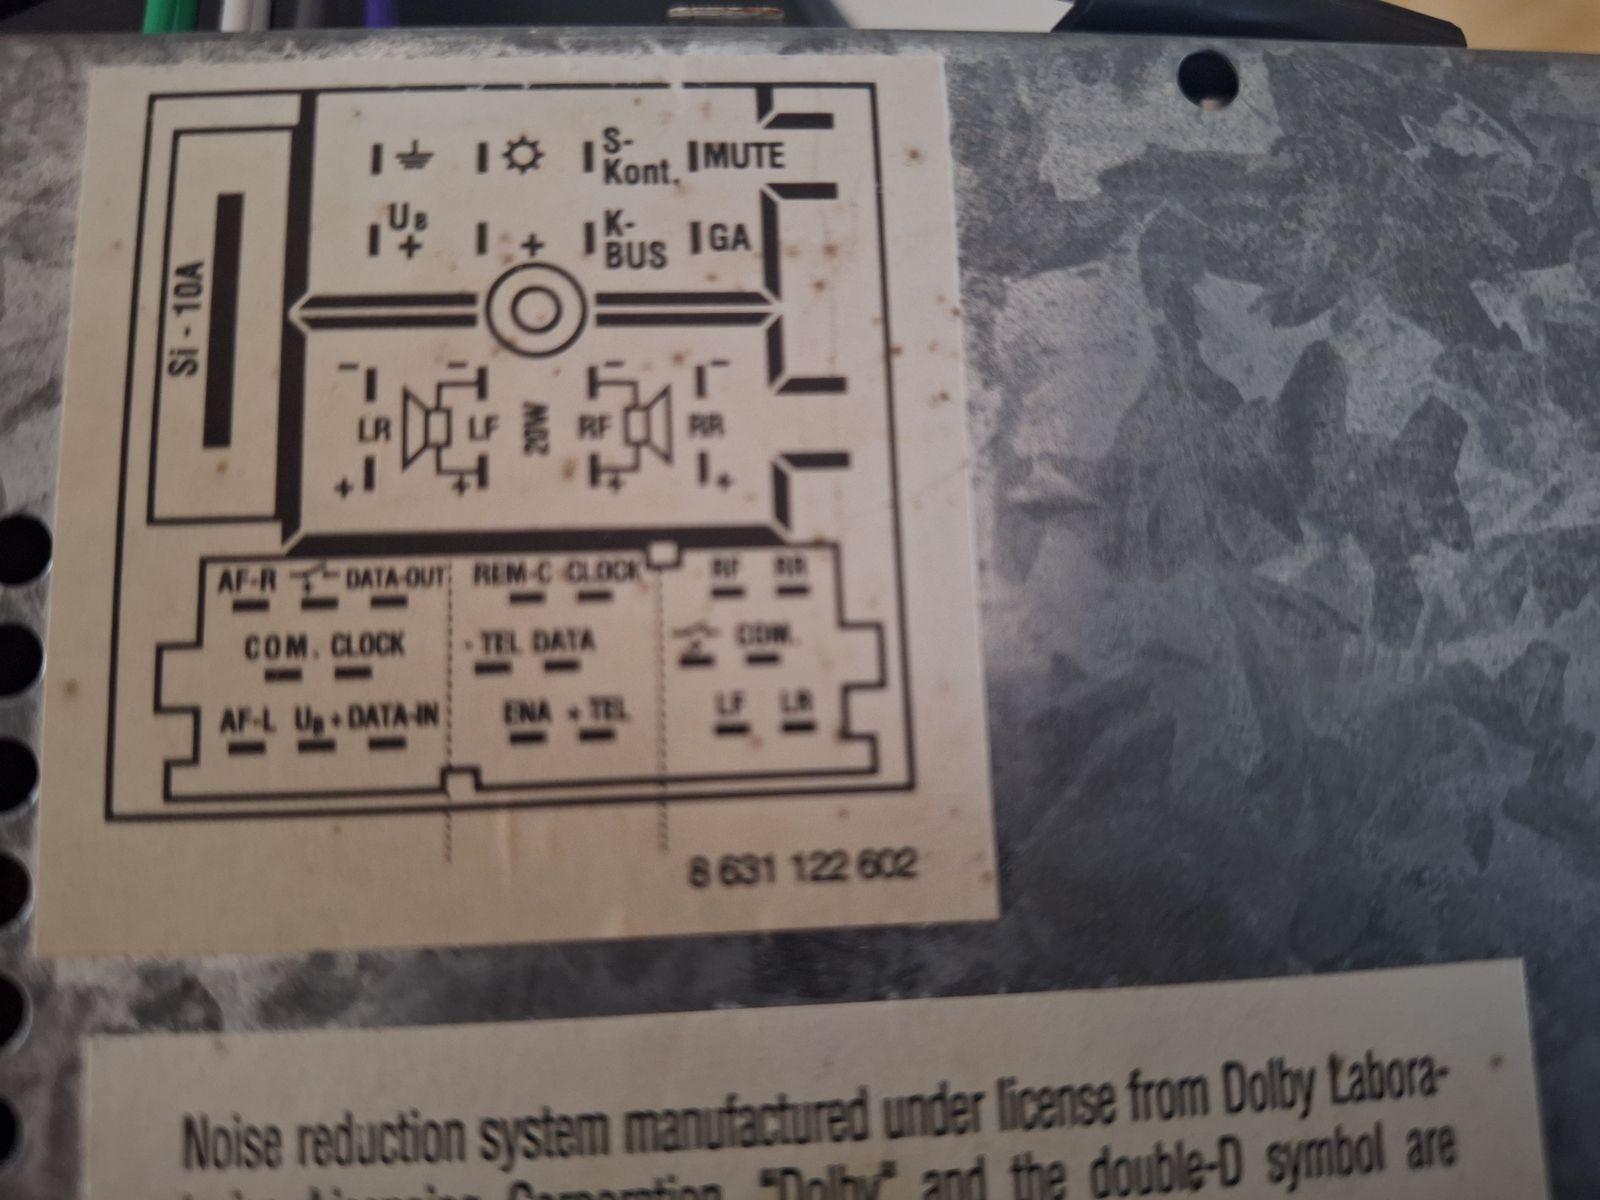 S-
Kont. MUTE
UB
+ + K-
BUS GA
Si - 10A
- - - -
LR LF 20W RF RR
+ + + +
AF-R DATA-OUT REM-C CLOCK RF RR
COM. CLOCK - TEL DATA COM.
AF-L UB + DATA-IN ENA + TEL LF LR
8 631 122 602
Noise reduction system manufactured under license from Dolby Labora-
Licensing Corporation. "Dolby" and the double-D symbol are